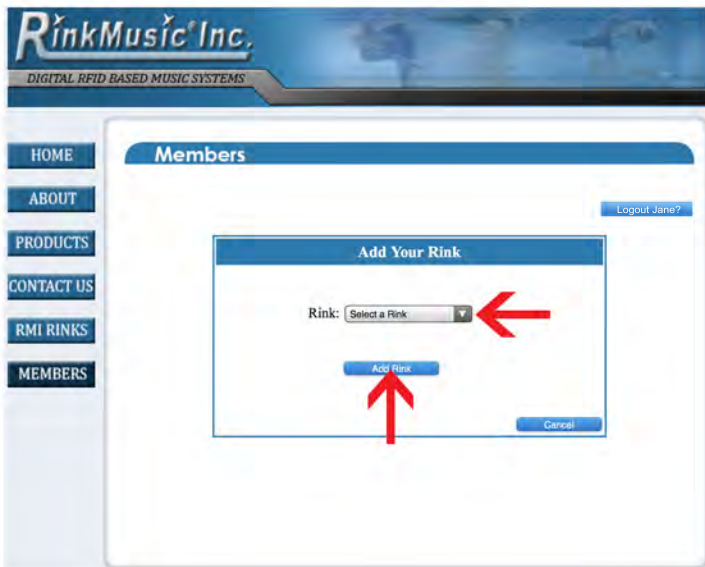 RinkMusic Inc.
DIGITAL RFID BASED MUSIC SYSTEMS
HOME
Members
ABOUT
Logout Jane?
PRODUCTS
Add Your Rink
CONTACT US
Rink: Select a Rink
RMI RINKS
Add Rink
MEMBERS
Cancel